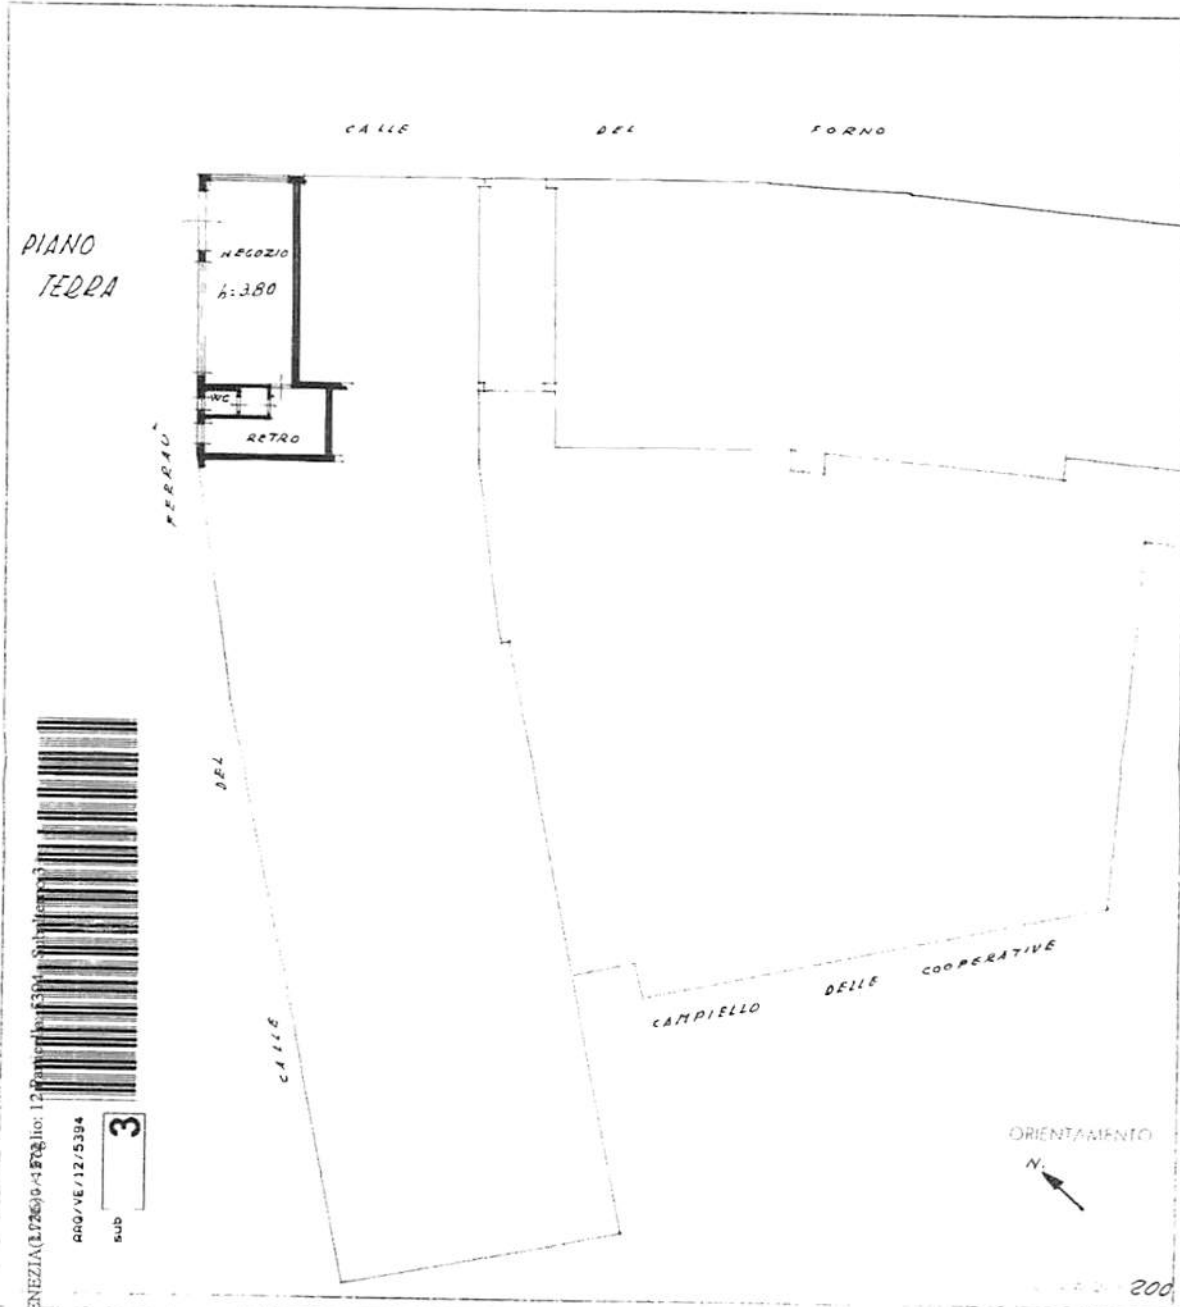 CALLE DEL FORNO
PIANO
TERRA
NEGOZIO
h=3.80
WC
RETRO
CALLE DEL FERRAU'
CAMPIELLO DELLE COOPERATIVE
ORIENTAMENTO
N.
200
RRQ/VE/12/5394
sub 3